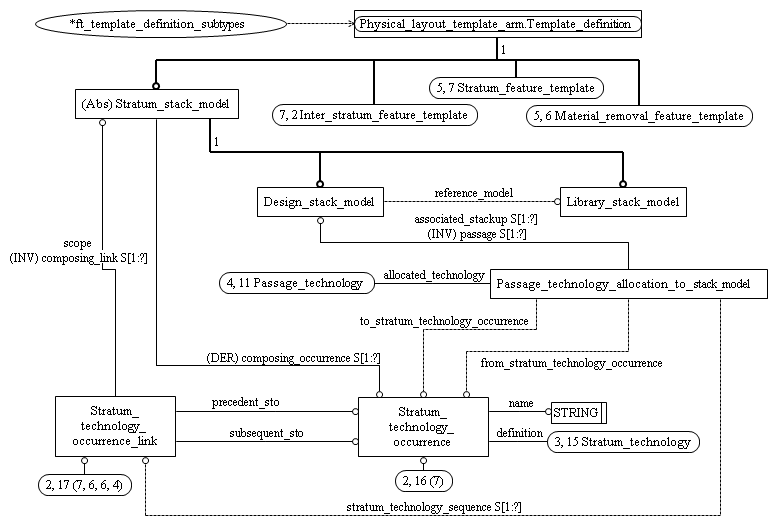 *ft_template_definition_subtypes
Physical_layout_template_arm.Template_definition
1
5, 7 Stratum_feature_template
(Abs) Stratum_stack_model
7, 2 Inter_stratum_feature_template
5, 6 Material_removal_feature_template
1
Design_stack_model
reference_model
Library_stack_model
associated_stackup S[1:?]
(INV) passage S[1:?]
scope
(INV) composing_link S[1:?]
4, 11 Passage_technology
allocated_technology
Passage_technology_allocation_to_stack_model
to_stratum_technology_occurrence
(DER) composing_occurrence S[1:?]
from_stratum_technology_occurrence
Stratum_
technology_
occurrence_link
precedent_sto
subsequent_sto
Stratum_
technology_
occurrence
name
STRING
definition
3, 15 Stratum_technology
2, 17 (7, 6, 6, 4)
2, 16 (7)
stratum_technology_sequence S[1:?]